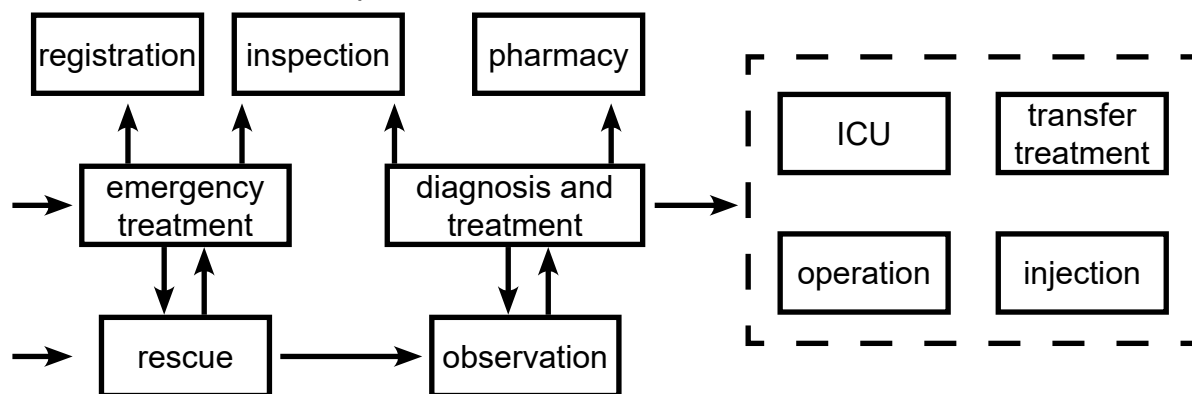 registration
inspection
pharmacy
ICU
transfer
treatment
emergency
treatment
diagnosis and
treatment
operation
injection
rescue
observation